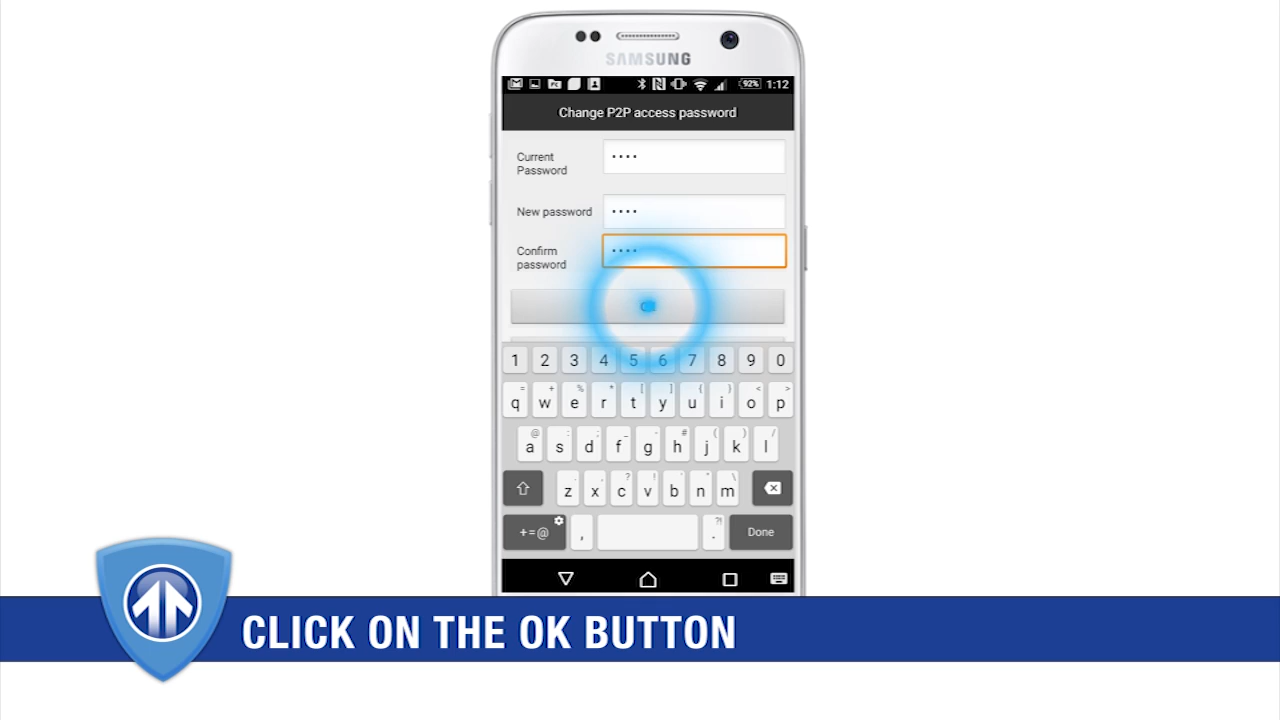 SAMSUNG
92% 1:12
Change P2P access password
Current
Password
••••
New password
••••
Confirm
password
••••
1 2 3 4 5 6 7 8 9 0
q w e r t y u i o p
a s d f g h j k l
z x c v b n m
+=@ , . Done
CLICK ON THE OK BUTTON